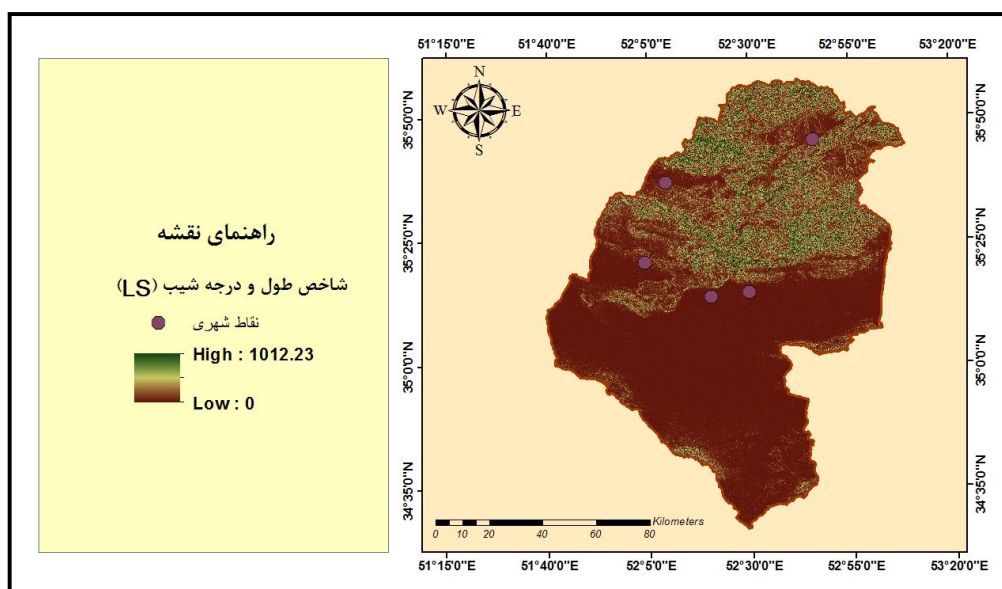 راهنمای نقشه
شاخص طول و درجه شیب (LS)
نقاط شهری
High : 1012.23
Low : 0
51°15'0"E 51°40'0"E 52°5'0"E 52°30'0"E 52°55'0"E 53°20'0"E
N
W E
S
35°50'0"N 35°50'0"N
35°25'0"N 35°25'0"N
35°0'0"N 35°0'0"N
34°35'0"N 34°35'0"N
Kilometers
0 5 10 20 40 60 80
51°15'0"E 51°40'0"E 52°5'0"E 52°30'0"E 52°55'0"E 53°20'0"E